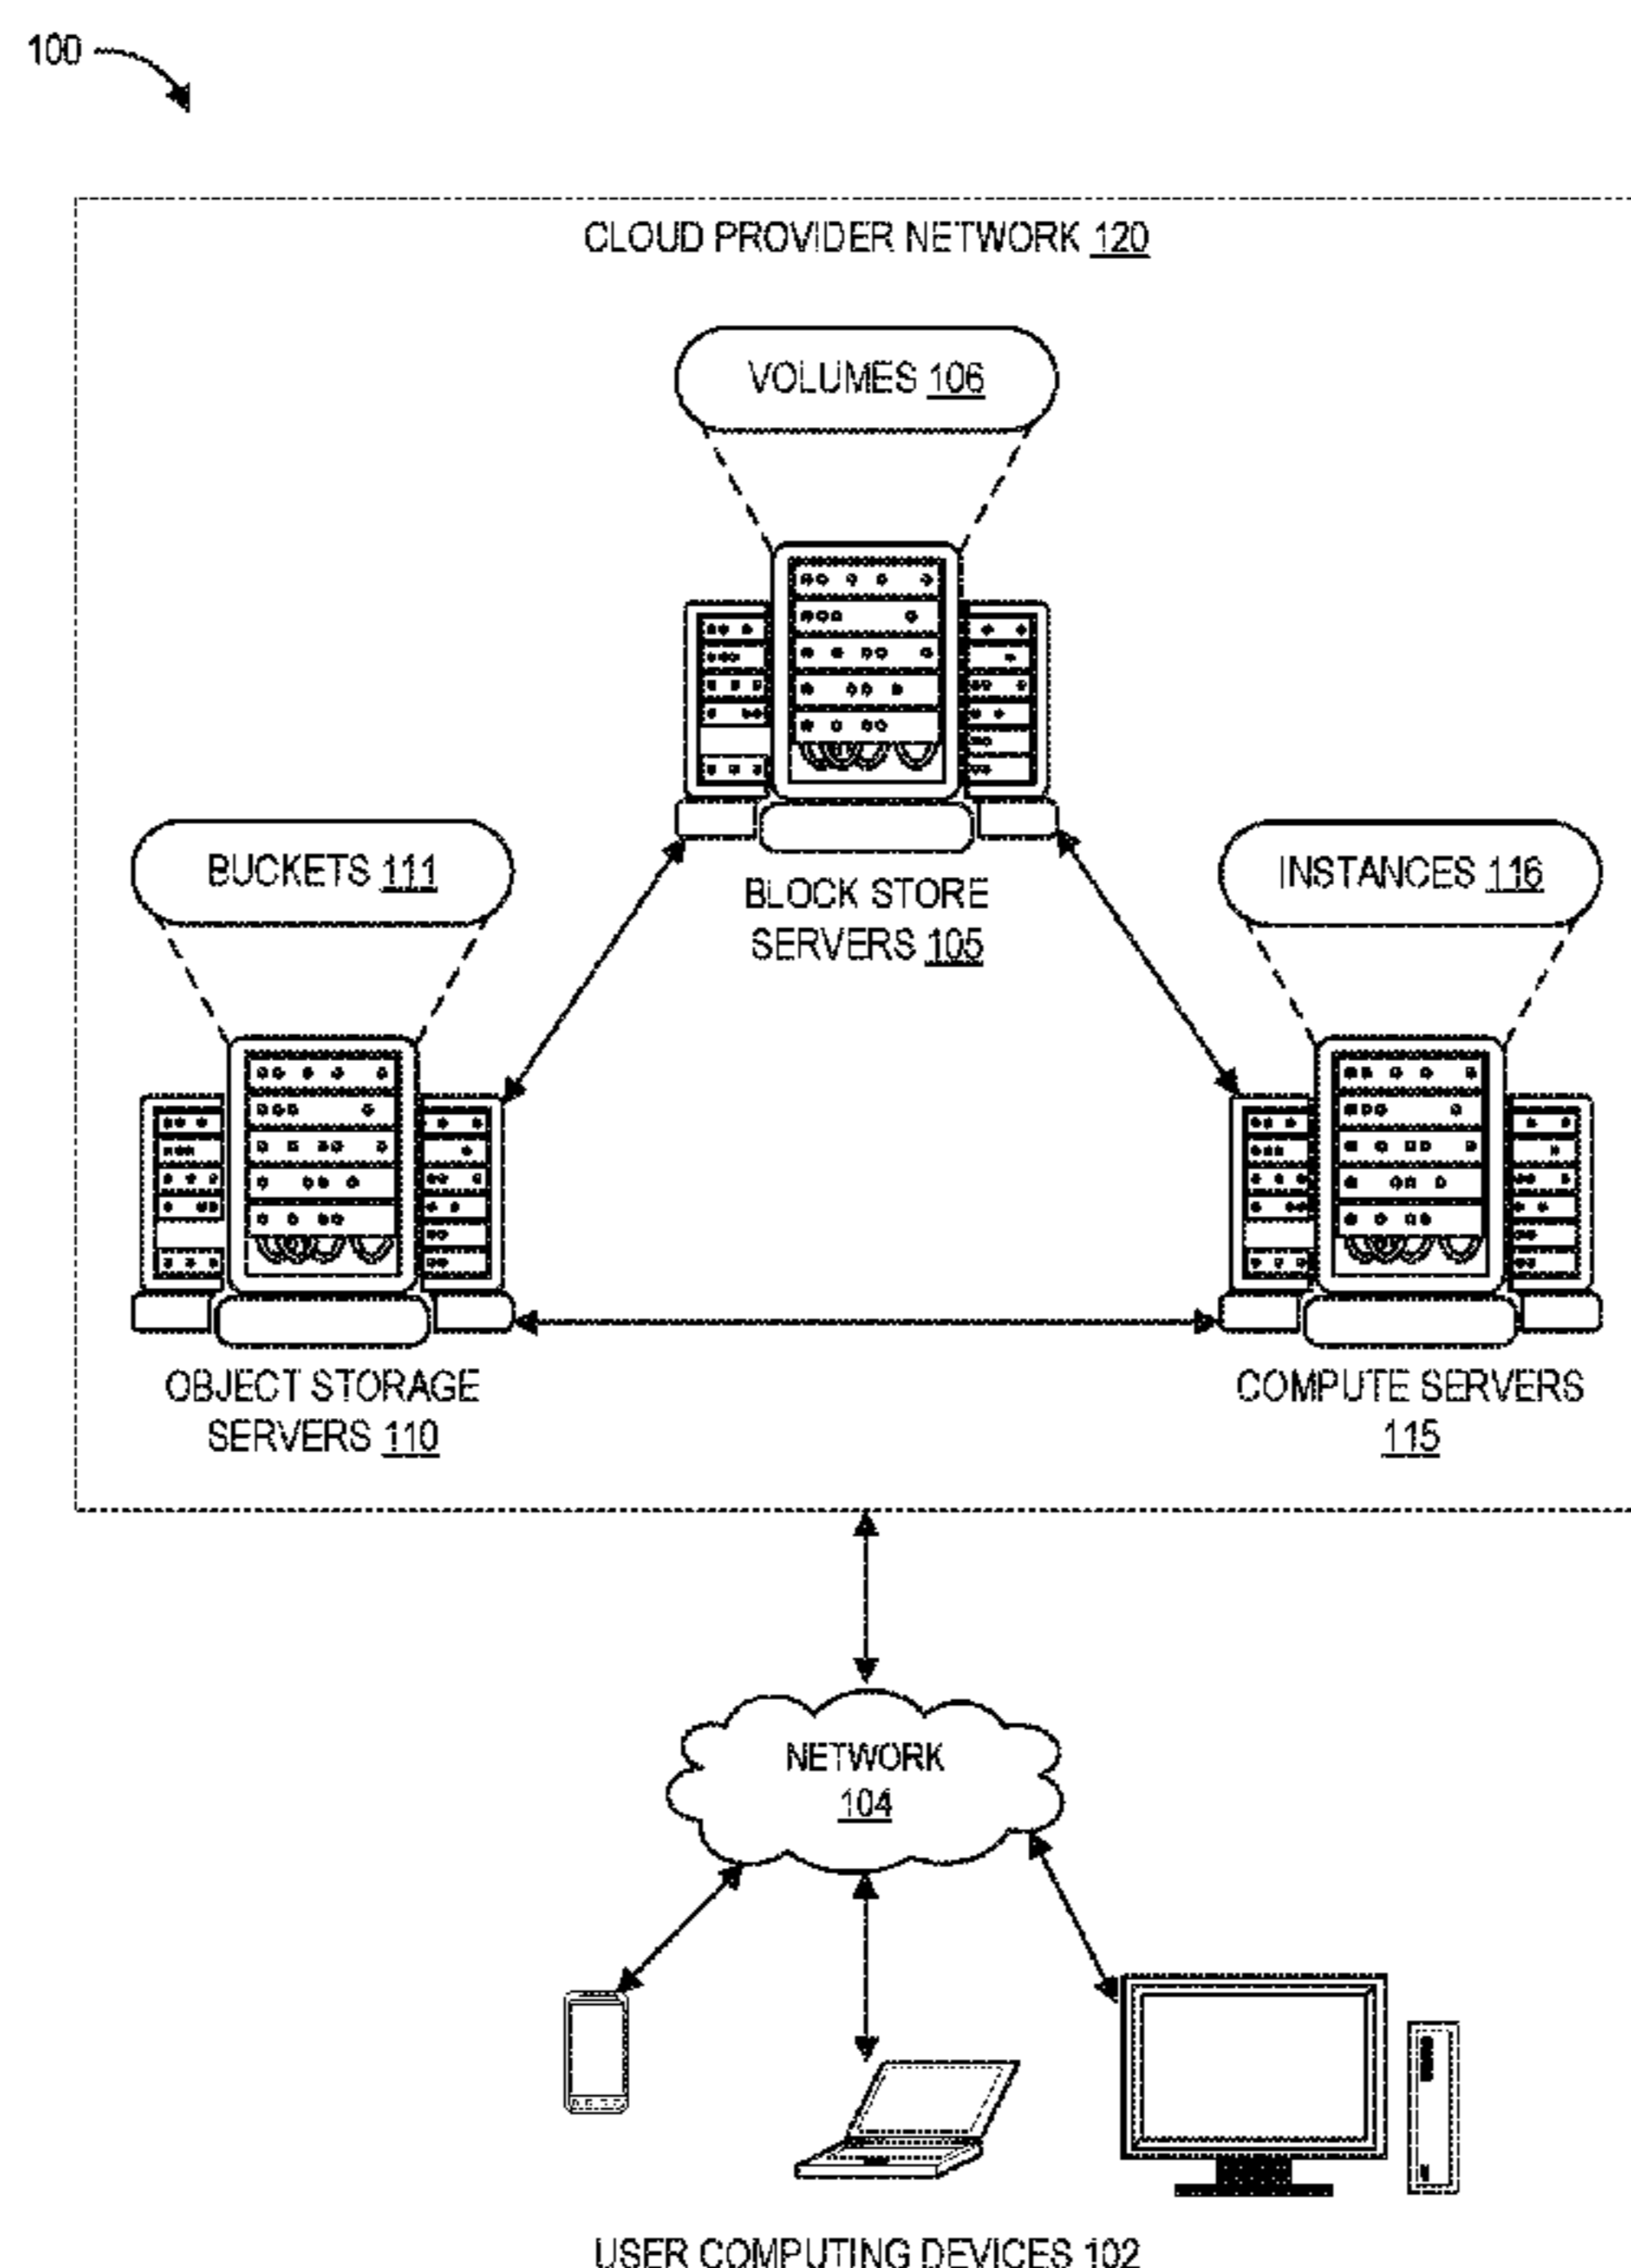 100
CLOUD PROVIDER NETWORK 120
VOLUMES 106
BLOCK STORE
SERVERS 105
BUCKETS 111
INSTANCES 116
OBJECT STORAGE
SERVERS 110
COMPUTE SERVERS
115
NETWORK
104
USER COMPUTING DEVICES 102